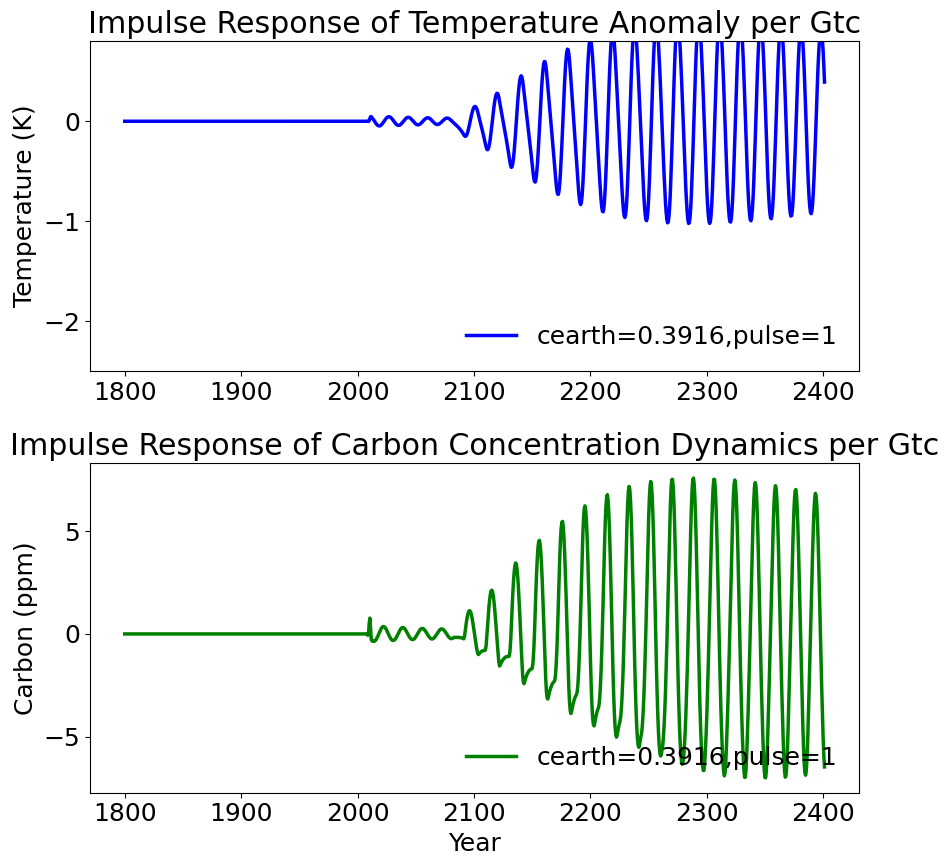 Impulse Response of Temperature Anomaly per Gtc
Temperature (K)
0
−1
−2
cearth=0.3916,pulse=1
1800 1900 2000 2100 2200 2300 2400
Impulse Response of Carbon Concentration Dynamics per Gtc
Carbon (ppm)
5
0
−5
cearth=0.3916,pulse=1
1800 1900 2000 2100 2200 2300 2400
Year